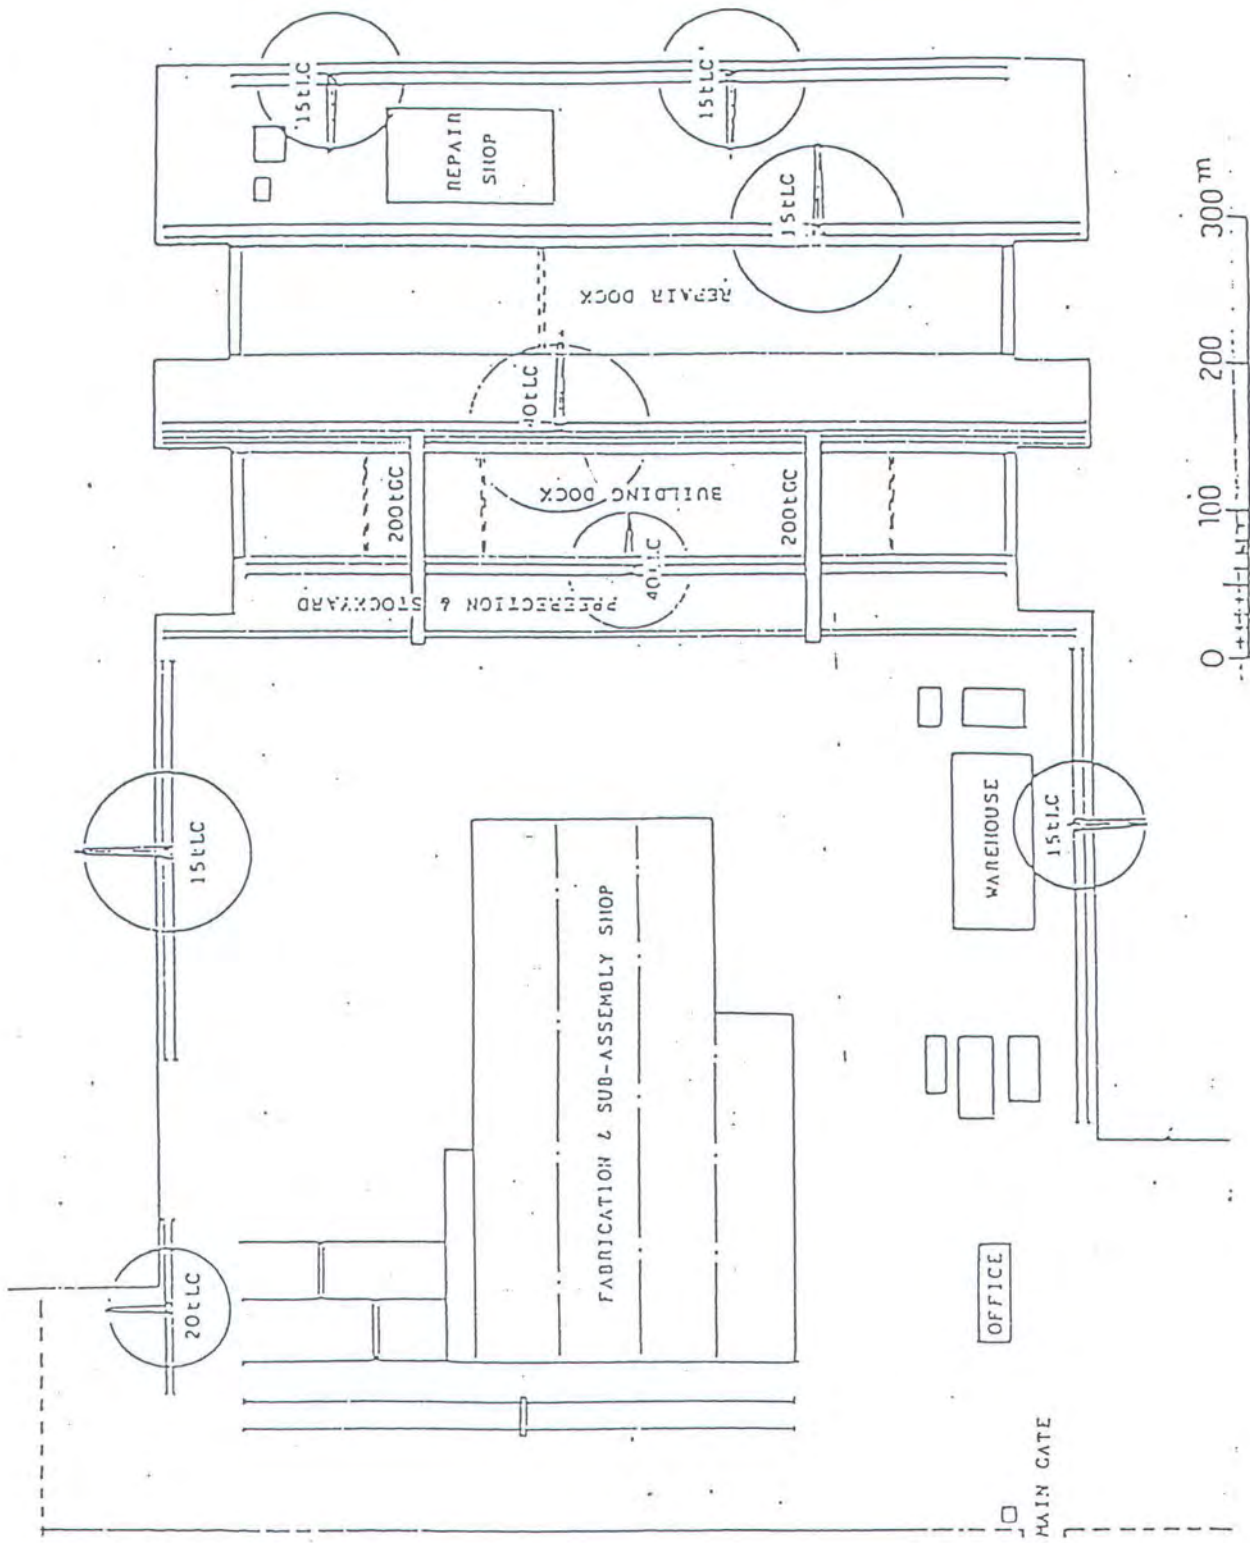 15tLC
15tLC
REPAIR
SHOP
15tLC
REPAIR DOCK
40tLC
200tGC
BUILDING DOCK
200tGC
40tLC
PREERECTION & STOCKYARD
15tLC
WAREHOUSE
15tLC
FABRICATION & SUB-ASSEMBLY SHOP
20tLC
OFFICE
MAIN GATE
0 100 200 300 m